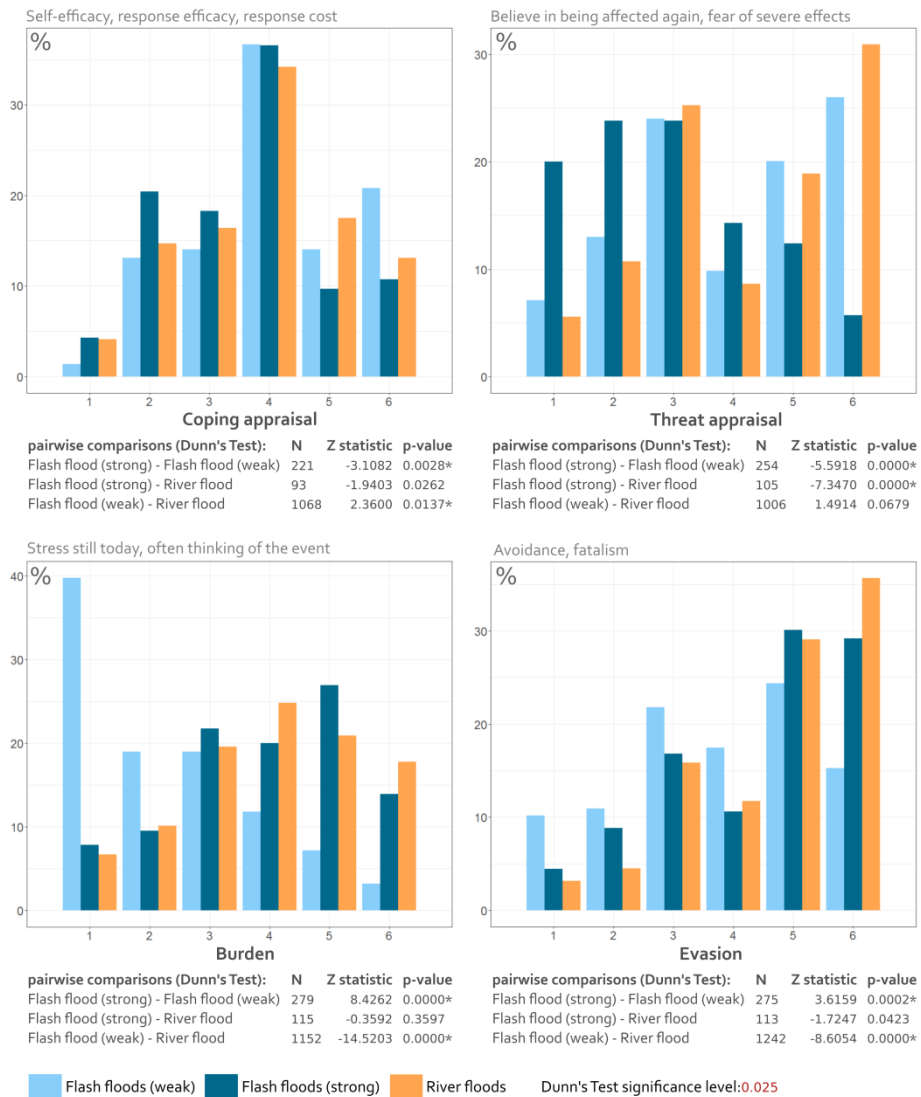 Self-efficacy, response efficacy, response cost
%
30
20
10
0
1 2 3 4 5 6
Coping appraisal
pairwise comparisons (Dunn's Test): N Z statistic p-value
Flash flood (strong) - Flash flood (weak) 221 -3.1082 0.0028*
Flash flood (strong) - River flood 93 -1.9403 0.0262
Flash flood (weak) - River flood 1068 2.3600 0.0137*
Believe in being affected again, fear of severe effects
%
30
20
10
0
1 2 3 4 5 6
Threat appraisal
pairwise comparisons (Dunn's Test): N Z statistic p-value
Flash flood (strong) - Flash flood (weak) 254 -5.5918 0.0000*
Flash flood (strong) - River flood 105 -7.3470 0.0000*
Flash flood (weak) - River flood 1006 1.4914 0.0679
Stress still today, often thinking of the event
%
40
30
20
10
0
1 2 3 4 5 6
Burden
pairwise comparisons (Dunn's Test): N Z statistic p-value
Flash flood (strong) - Flash flood (weak) 279 8.4262 0.0000*
Flash flood (strong) - River flood 115 -0.3592 0.3597
Flash flood (weak) - River flood 1152 -14.5203 0.0000*
Avoidance, fatalism
%
30
20
10
0
1 2 3 4 5 6
Evasion
pairwise comparisons (Dunn's Test): N Z statistic p-value
Flash flood (strong) - Flash flood (weak) 275 3.6159 0.0002*
Flash flood (strong) - River flood 113 -1.7247 0.0423
Flash flood (weak) - River flood 1242 -8.6054 0.0000*
Flash floods (weak) Flash floods (strong) River floods Dunn's Test significance level:0.025